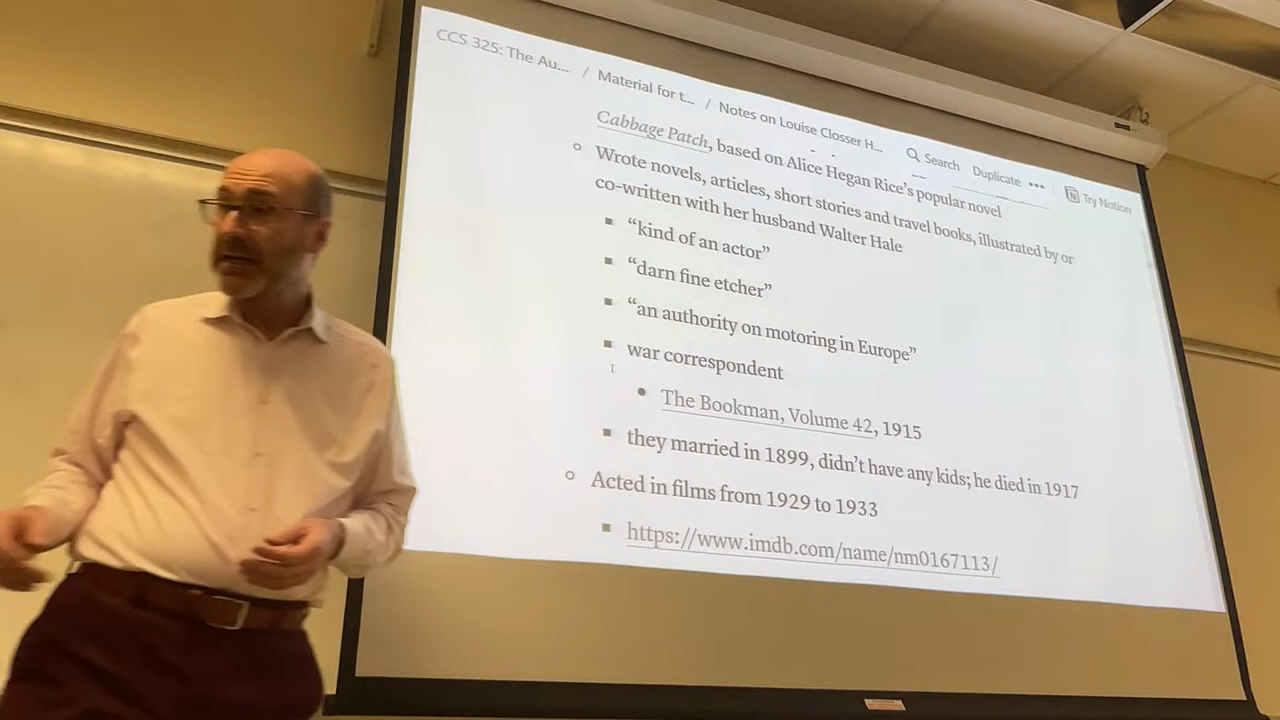 CCS 325: The Au... / Material for t... / Notes on Louise Closser H...
Search Duplicate ••• Try Notion
Cabbage Patch, based on Alice Hegan Rice's popular novel
Wrote novels, articles, short stories and travel books, illustrated by or
co-written with her husband Walter Hale
"kind of an actor"
"darn fine etcher"
"an authority on motoring in Europe"
war correspondent
The Bookman, Volume 42, 1915
they married in 1899, didn't have any kids; he died in 1917
Acted in films from 1929 to 1933
https://www.imdb.com/name/nm0167113/